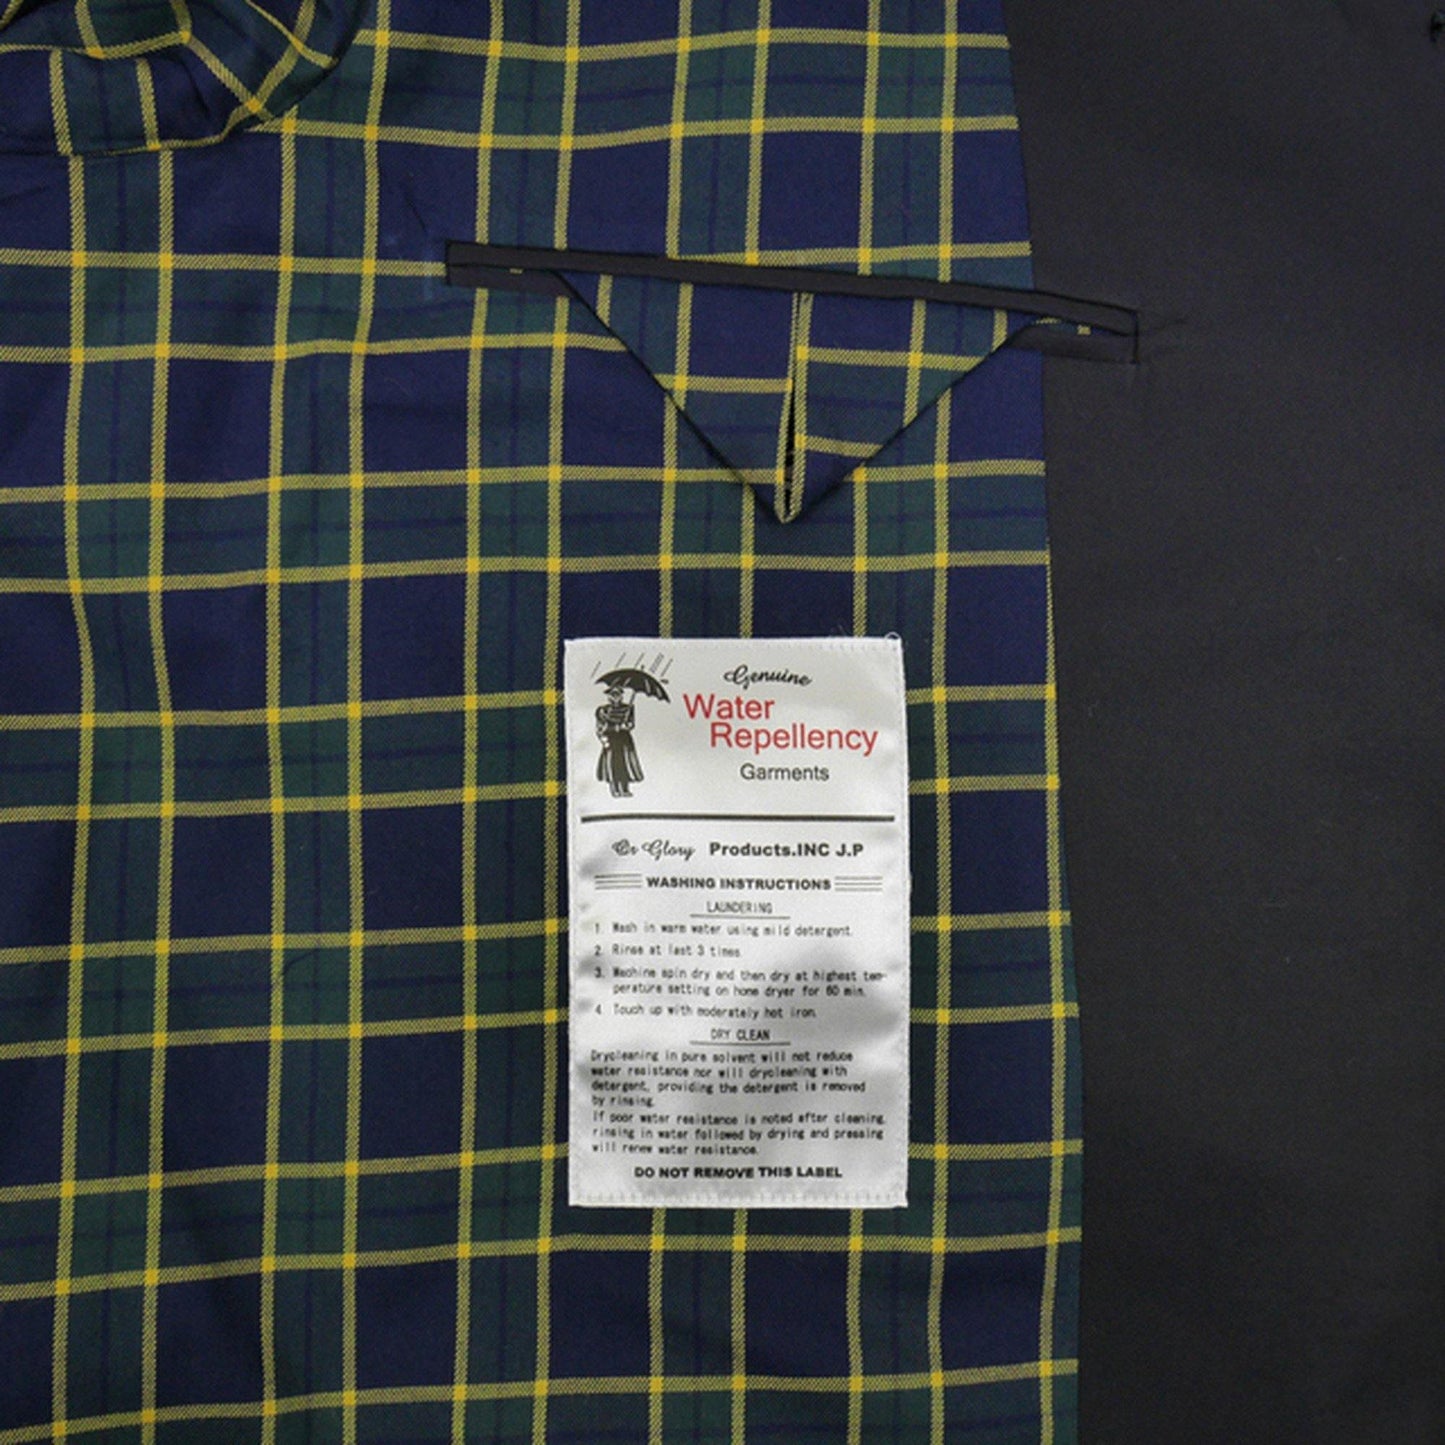 Genuine
Water
Repellency
Garments
Or Glory Products.INC J.P
WASHING INSTRUCTIONS
LAUNDERING
1. Wash in warm water using mild detergent.
2. Rinse at last 3 times
3. Machine spin dry and then dry at highest tem-
perature setting on home dryer for 60 min.
4. Touch up with moderately hot iron.
DRY CLEAN
Drycleaning in pure solvent will not reduce
water resistance nor will drycleaning with
detergent, providing the detergent is removed
by rinsing.
If poor water resistance is noted after cleaning,
rinsing in water followed by drying and pressing
will renew water resistance.
DO NOT REMOVE THIS LABEL